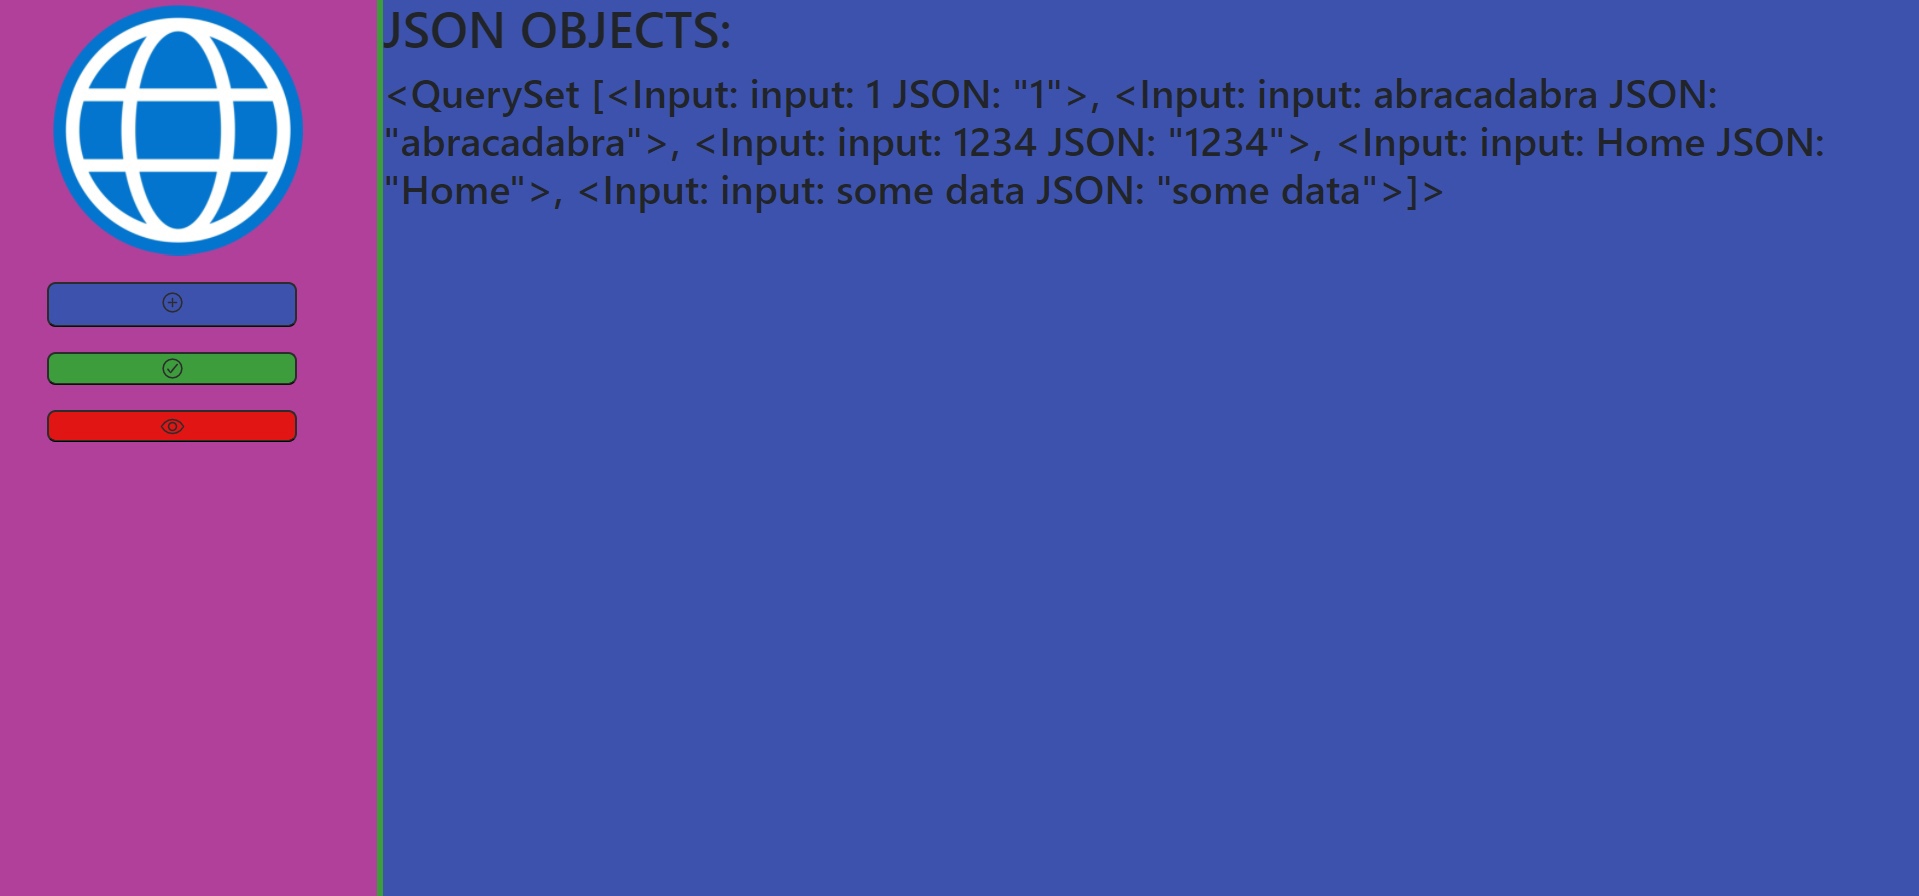 JSON OBJECTS:
<QuerySet [<Input: input: 1 JSON: "1">, <Input: input: abracadabra JSON:
"abracadabra">, <Input: input: 1234 JSON: "1234">, <Input: input: Home JSON:
"Home">, <Input: input: some data JSON: "some data">]>